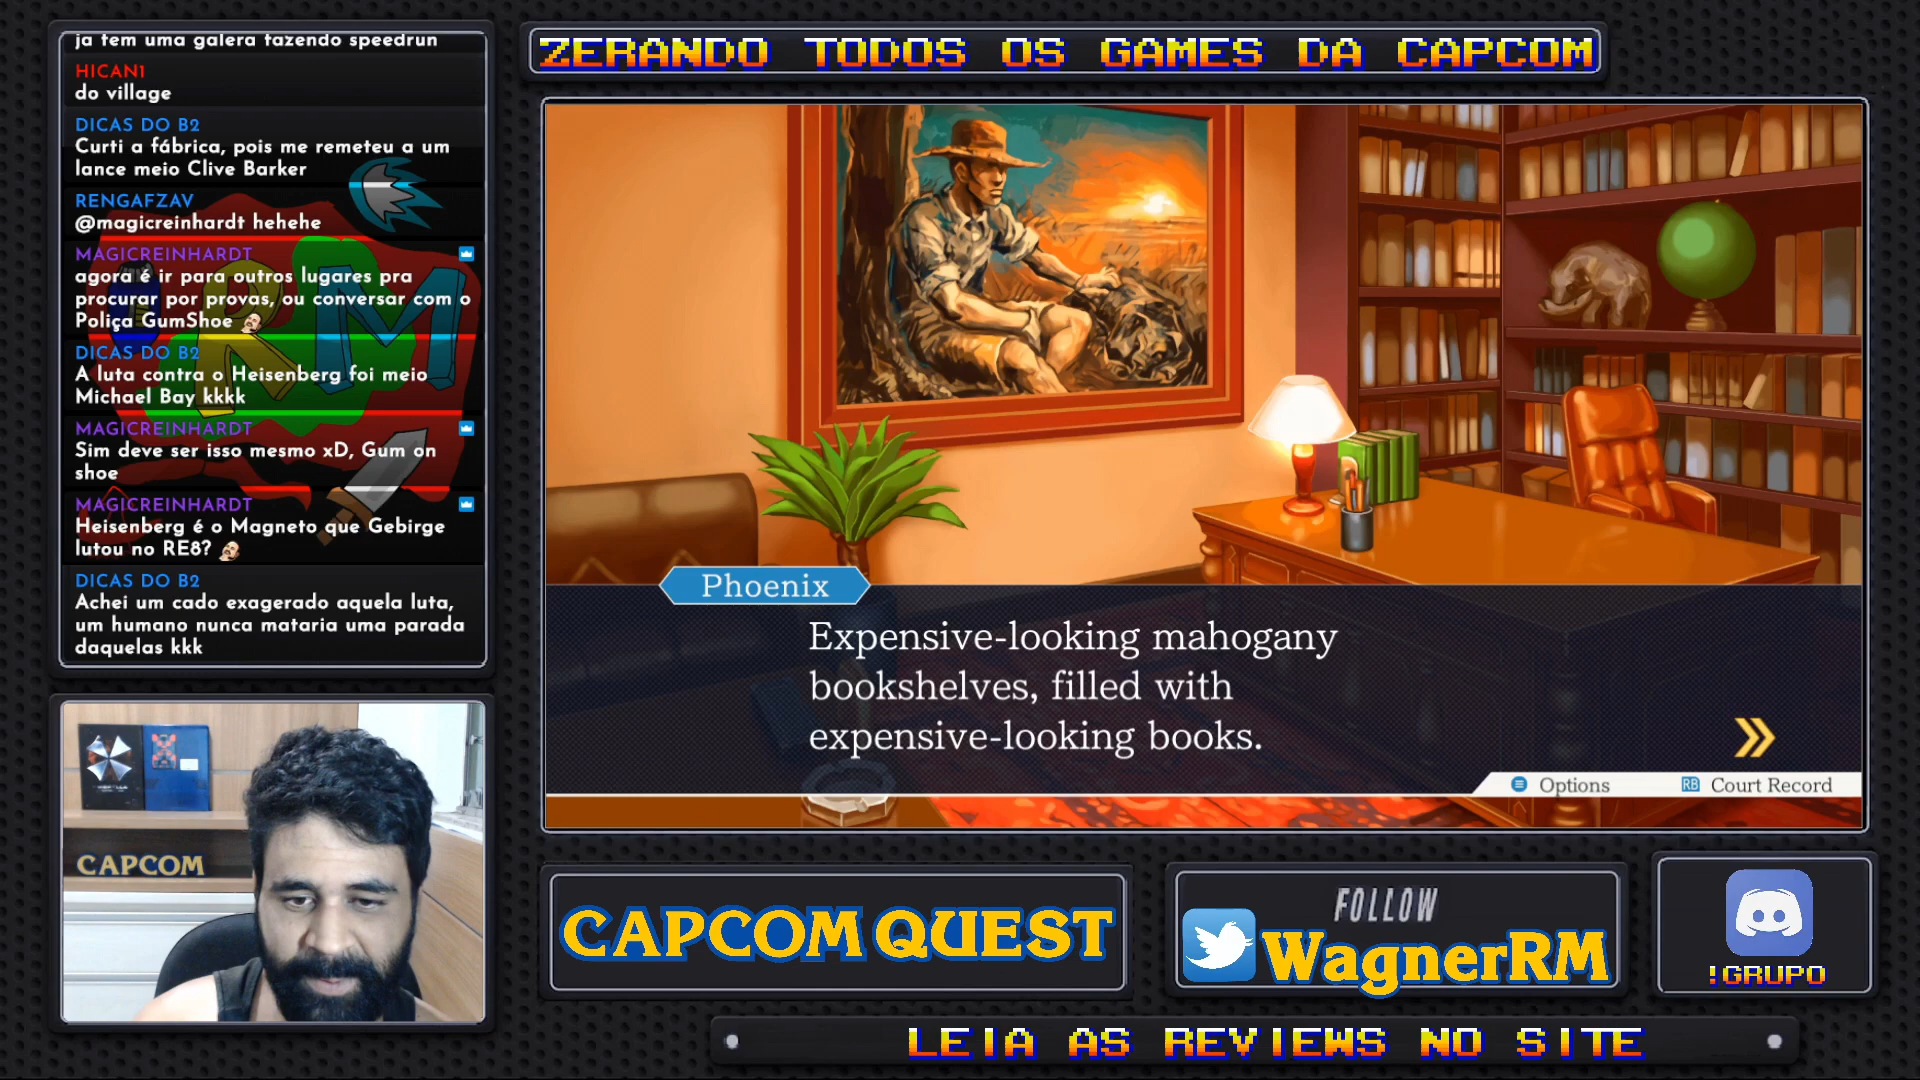 ja tem uma galera fazendo speedrun
HICAN1
do village
DICAS DO B2
Curti a fábrica, pois me remeteu a um
lance meio Clive Barker
RENGAFZAV
@magicreinhardt hehehe
MAGICREINHARDT
agora é ir para outros lugares pra
procurar por provas, ou conversar com o
Poliça GumShoe
DICAS DO B2
A luta contra o Heisenberg foi meio
Michael Bay kkkk
MAGICREINHARDT
Sim deve ser isso mesmo xD, Gum on
shoe
MAGICREINHARDT
Heisenberg é o Magneto que Gebirge
lutou no RE8?
DICAS DO B2
Achei um cado exagerado aquela luta,
um humano nunca mataria uma parada
daquelas kkk
CAPCOM
ZERANDO TODOS OS GAMES DA CAPCOM
Phoenix
Expensive-looking mahogany
bookshelves, filled with
expensive-looking books.
Options
RB Court Record
CAPCOM QUEST
FOLLOW
WagnerRM
!GRUPO
LEIA AS REVIEWS NO SITE